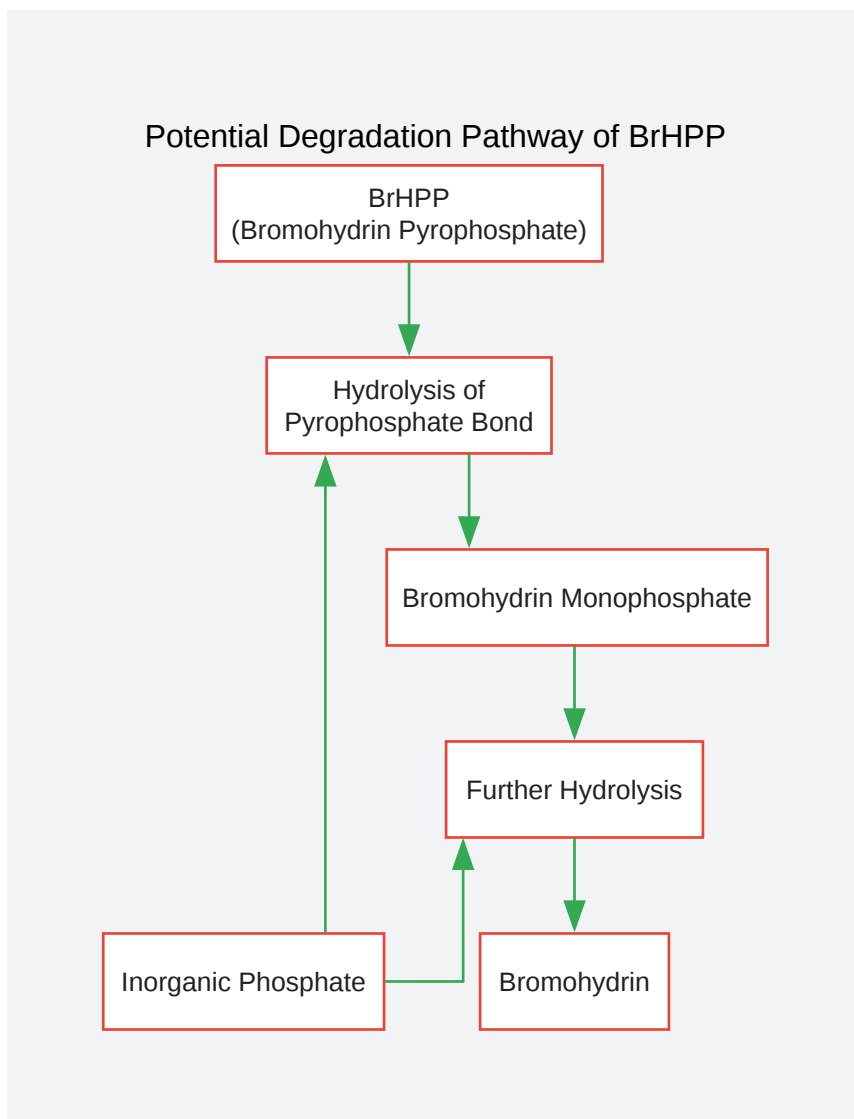 Potential Degradation Pathway of BrHPP
BrHPP
(Bromohydrin Pyrophosphate)
Hydrolysis of
Pyrophosphate Bond
Bromohydrin Monophosphate
Further Hydrolysis
Inorganic Phosphate
Bromohydrin